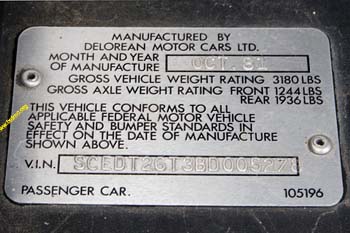 MANUFACTURED BY
DELOREAN MOTOR CARS LTD.
MONTH AND YEAR
OF MANUFACTURE OCT. 81
GROSS VEHICLE WEIGHT RATING 3180 LBS
GROSS AXLE WEIGHT RATING FRONT 1244 LBS
REAR 1936 LBS
THIS VEHICLE CONFORMS TO ALL
APPLICABLE FEDERAL MOTOR VEHICLE
SAFETY AND BUMPER STANDARDS IN
EFFECT ON THE DATE OF MANUFACTURE
SHOWN ABOVE.
V.I.N.
PASSENGER CAR. 105196